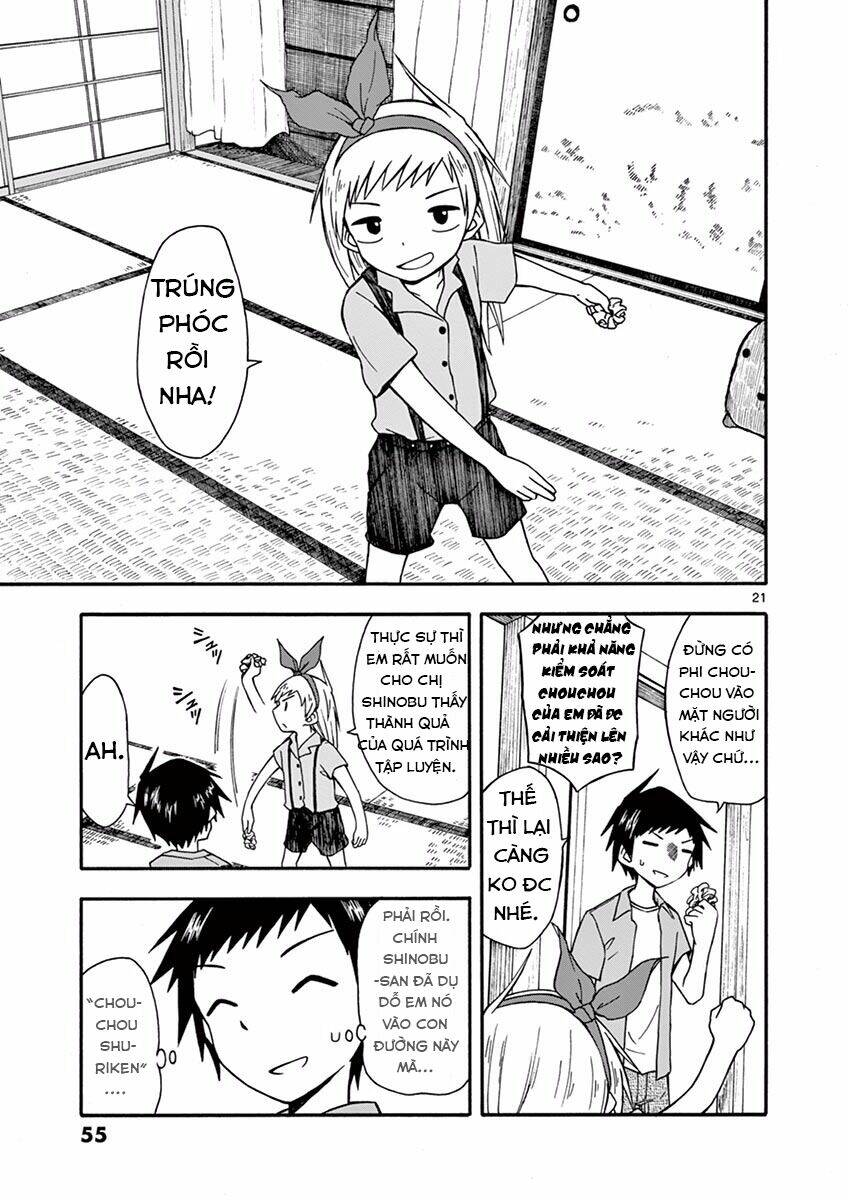 TRÚNG
PHÓC
RỒI
NHA!
21
ĐỪNG CÓ
PHI CHOU-
CHOU VÀO
MẶT NGƯỜI
KHÁC NHƯ
VẬY CHỨ...
NHƯNG CHẲNG
PHẢI KHẢ NĂNG
KIỂM SOÁT
CHOUCHOU
CỦA EM ĐÃ ĐC
CẢI THIỆN LÊN
NHIỀU SAO?
THẾ
THÌ LẠI
CÀNG
KO ĐC
NHÉ.
THỰC SỰ THÌ
EM RẤT MUỐN
CHO CHỊ
SHINOBU THẤY
THÀNH QUẢ
CỦA QUÁ TRÌNH
TẬP LUYỆN.
AH.
PHẢI RỒI.
CHÍNH
SHINOBU
-SAN ĐÃ DỤ
DỖ EM NÓ
VÀO CON
ĐƯỜNG NÀY
MÀ...
"CHOU-
CHOU
SHU-
RIKEN"
....
55